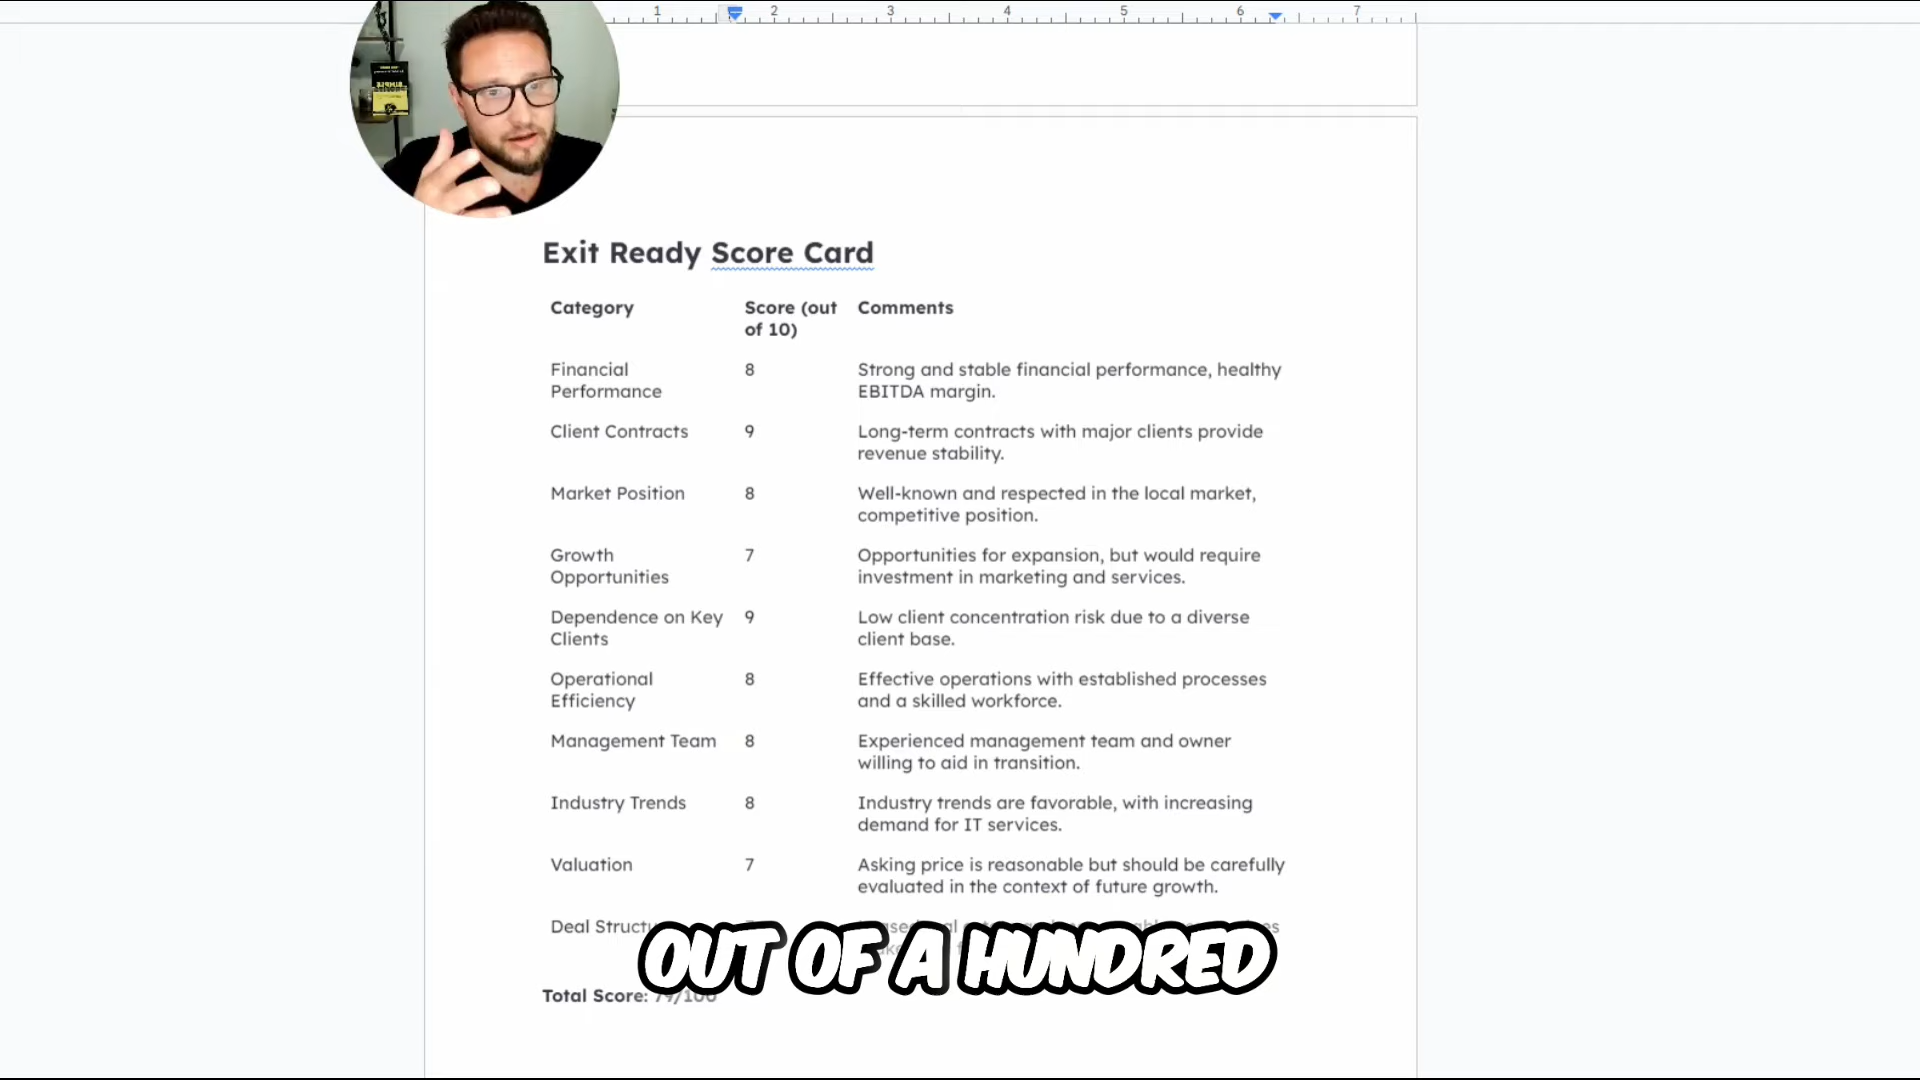 1 2 3 4 5 6 7
Exit Ready Score Card
Category Score (out Comments
of 10)
Financial 8 Strong and stable financial performance, healthy
Performance EBITDA margin.
Client Contracts 9 Long-term contracts with major clients provide
revenue stability.
Market Position 8 Well-known and respected in the local market,
competitive position.
Growth 7 Opportunities for expansion, but would require
Opportunities investment in marketing and services.
Dependence on Key 9 Low client concentration risk due to a diverse
Clients client base.
Operational 8 Effective operations with established processes
Efficiency and a skilled workforce.
Management Team 8 Experienced management team and owner
willing to aid in transition.
Industry Trends 8 Industry trends are favorable, with increasing
demand for IT services.
Valuation 7 Asking price is reasonable but should be carefully
evaluated in the context of future growth.
Deal
OUT OF A HUNDRED
Total Score: 79/100